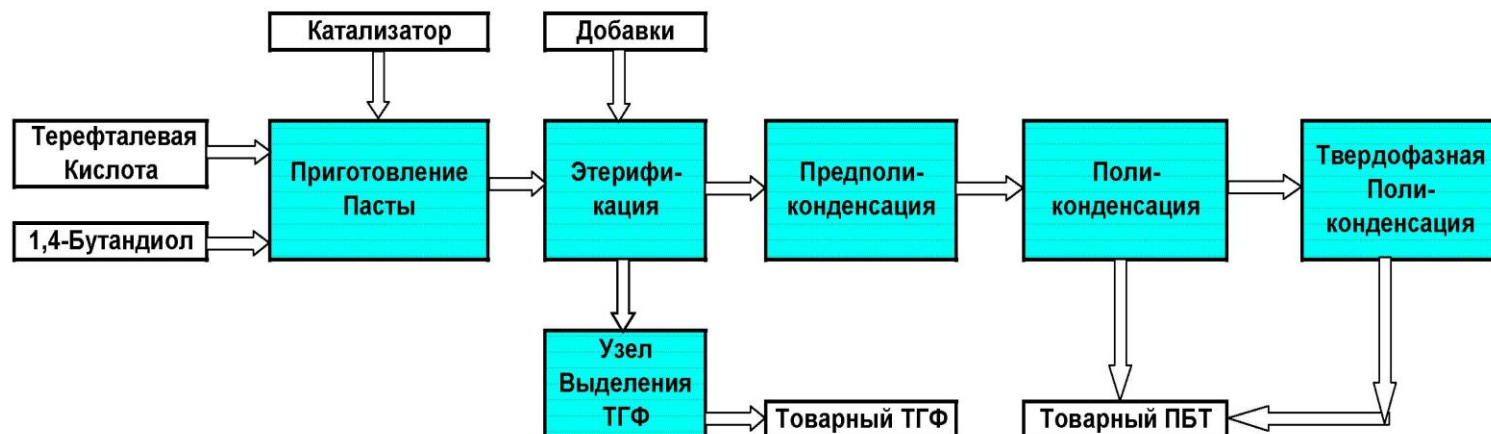 Катализатор
Добавки
Терефталевая
Кислота
1,4-Бутандиол
Приготовление
Пасты
Этерифи-
кация
Предполи-
конденсация
Поли-
конденсация
Твердофазная
Поли-
конденсация
Узел
Выделения
ТГФ
Товарный ТГФ
Товарный ПБТ